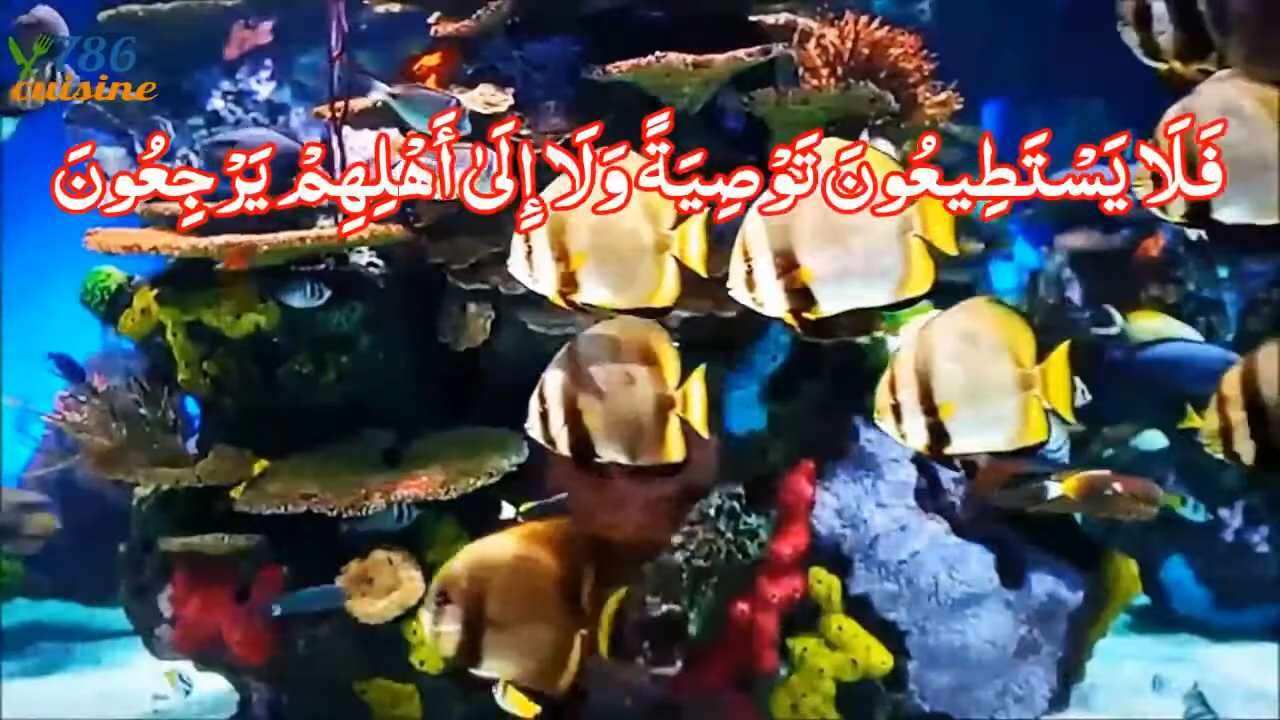 786
cuisine
فَلَا يَسْتَطِيعُونَ تَوْصِيَةً وَلَا إِلَىٰ أَهْلِهِمْ يَرْجِعُونَ